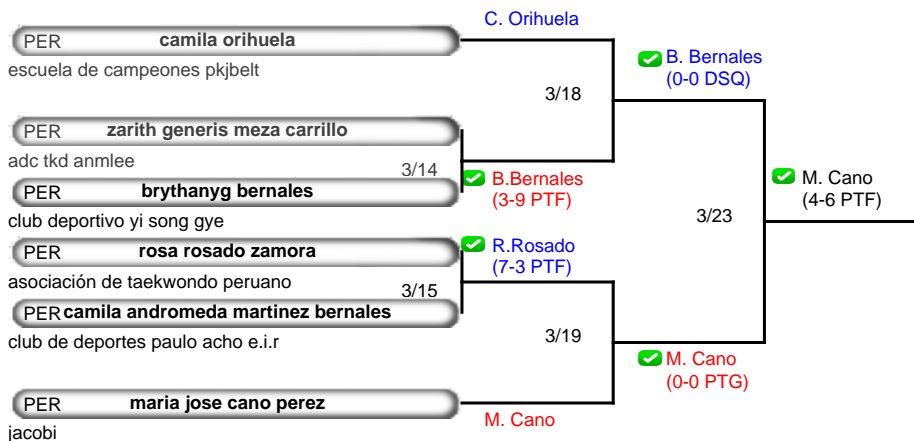 C. Orihuela
PER camila orihuela
escuela de campeones pkjbelt
B. Bernales
(0-0 DSQ)
3/18
PER zarith generis meza carrillo
adc tkd anmlee
3/14
PER brythanyg bernales
club deportivo yi song gye
B.Bernales
(3-9 PTF)
M. Cano
(4-6 PTF)
3/23
PER rosa rosado zamora
asociación de taekwondo peruano
R.Rosado
(7-3 PTF)
3/15
PER camila andromeda martinez bernales
club de deportes paulo acho e.i.r
3/19
M. Cano
(0-0 PTG)
PER maria jose cano perez
jacobi
M. Cano